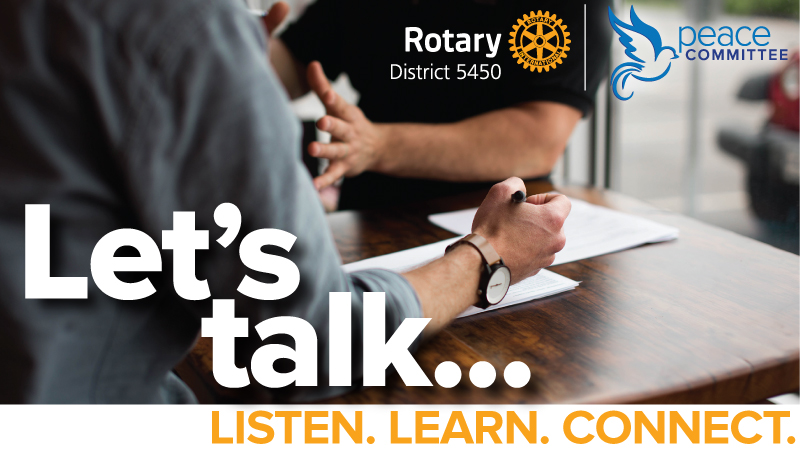 Rotary
District 5450
ROTARY
INTERNATIONAL
peace
COMMITTEE
Let's
talk...
LISTEN. LEARN. CONNECT.